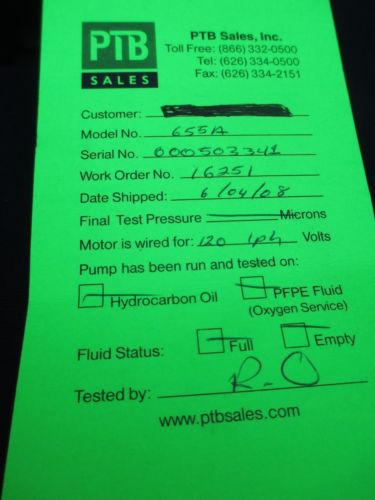 PTB
SALES
PTB Sales, Inc.
Toll Free: (866) 332-0500
Tel: (626) 334-0500
Fax: (626) 334-2151
Customer:
Model No. 655A
Serial No. 000503341
Work Order No. 16251
Date Shipped: 6/04/08
Final Test Pressure Microns
Motor is wired for: 120 1ph Volts
Pump has been run and tested on:
Hydrocarbon Oil PFPE Fluid
(Oxygen Service)
Fluid Status: Full Empty
Tested by: R.O
www.ptbsales.com